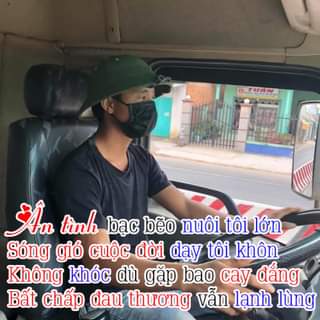 TUẤN
Ân tình bạc bẽo nuôi tôi lớn
Sóng gió cuộc đời dạy tôi khôn
Không khóc dù gặp bao cay đắng
Bất chấp đau thương vẫn lạnh lùng